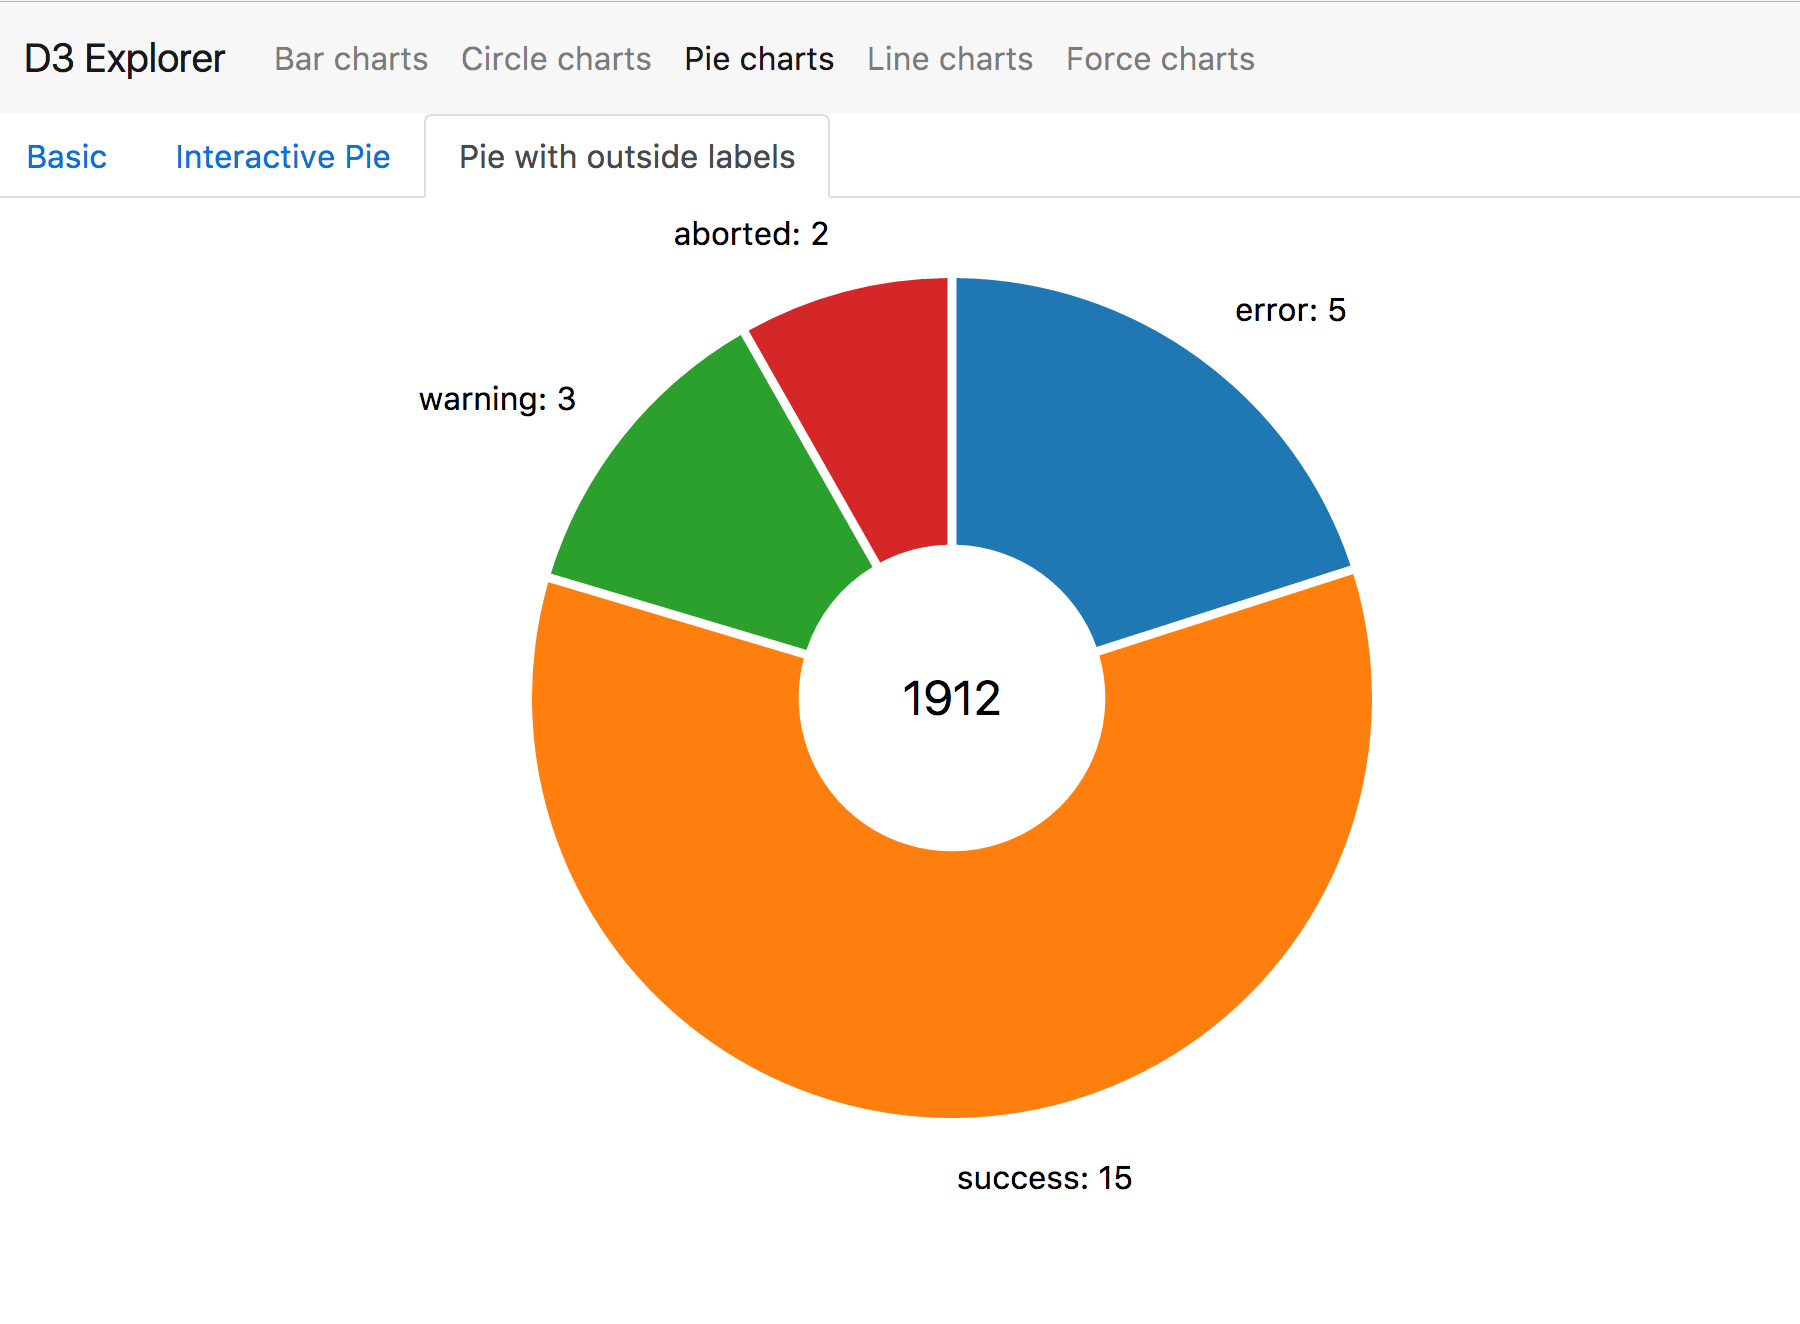 D3 Explorer Bar charts Circle charts Pie charts Line charts Force charts
Basic Interactive Pie Pie with outside labels
aborted: 2
error: 5
warning: 3
1912
success: 15